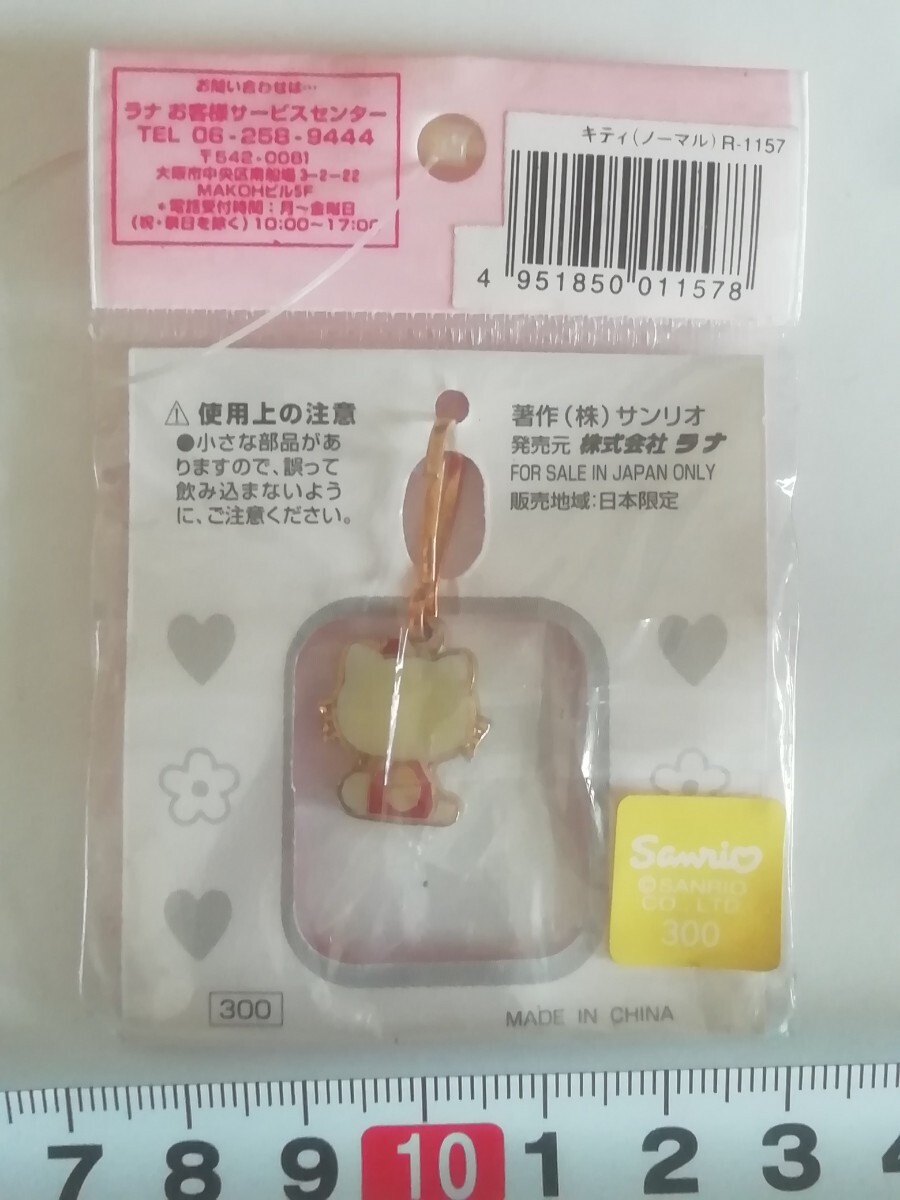 お問い合わせは…
ラナ お客様サービスセンター
TEL 06-258-9444
〒542-0081
大阪市中央区南船場3-2-22
MAKOHビル5F
*電話受付時間:月~金曜日
(祝・祭日を除く)10:00~17:00
キティ(ノーマル)R-1157
4 951850 011578
⚠ 使用上の注意
●小さな部品があ
りますので、誤って
飲み込まないよう
に、ご注意ください。
著作(株)サンリオ
発売元 株式会社 ラナ
FOR SALE IN JAPAN ONLY
販売地域:日本限定
Sanrio
©SANRIO
CO. LTD.
300
300
MADE IN CHINA
7 8 9 10 1 2 3 4